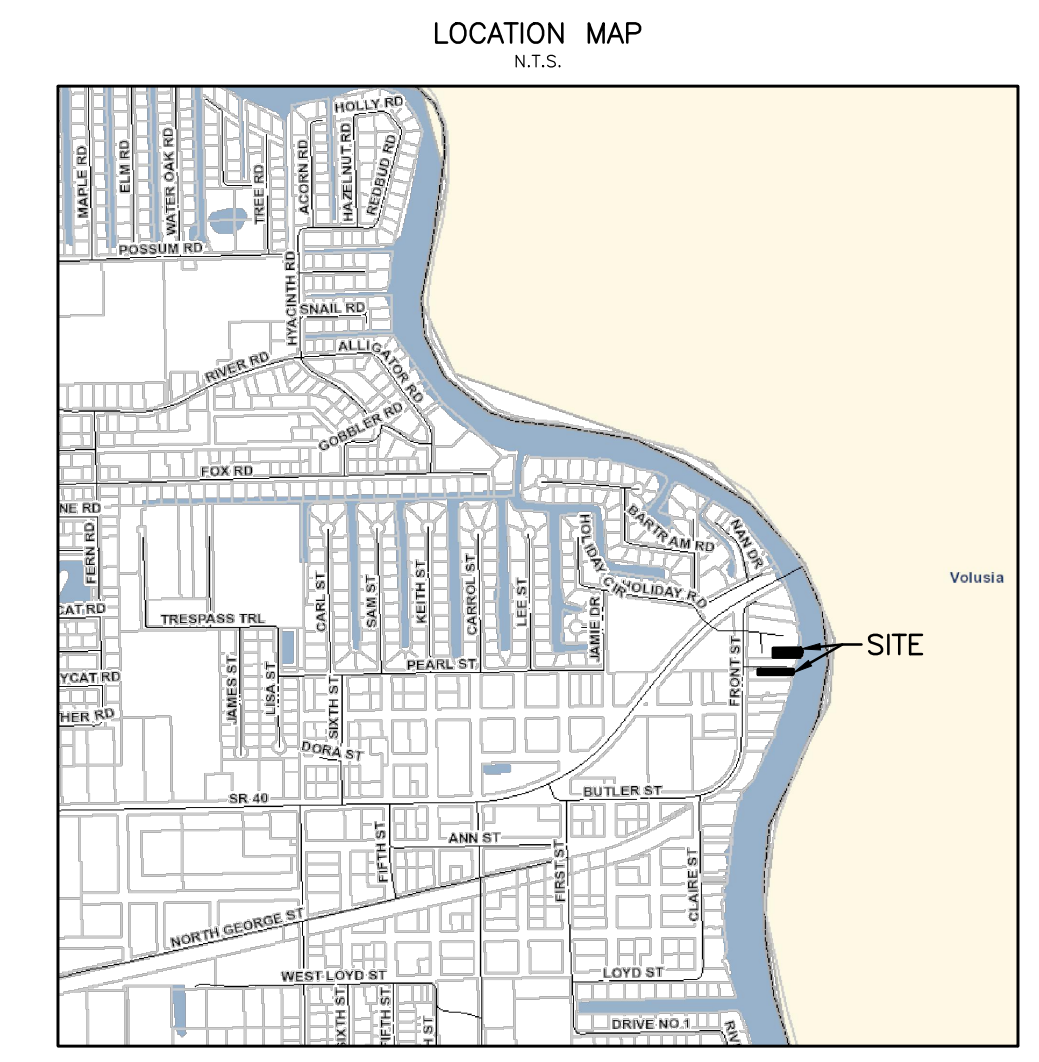 LOCATION MAP
N.T.S.
HOLLY RD
MAPLE RD
ELM RD
WATER OAK RD
TREE RD
ACORN RD
HAZELNUT RD
REDBUD RD
POSSUM RD
HYACINTH RD
SNAIL RD
RIVER RD
ALLIGATOR RD
GOBBLER RD
FOX RD
NE RD
FERN RD
BARTRAM RD
NAN DR
HOLIDAY CIR
HOLIDAY RD
Volusia
CAT RD
TRESPASS TRL
CARL ST
SAM ST
KEITH ST
CARROL ST
LEE ST
JAMIE DR
FRONT ST
SITE
PEARL ST
YCAT RD
HER RD
JAMES ST
LISA ST
SIXTH ST
DORA ST
SR 40
BUTLER ST
FIFTH ST
ANN ST
FIRST ST
CLAIRE ST
NORTH GEORGE ST
WEST LOYD ST
LOYD ST
SIXTH ST
FIFTH ST
H ST
DRIVE NO.1
RIV